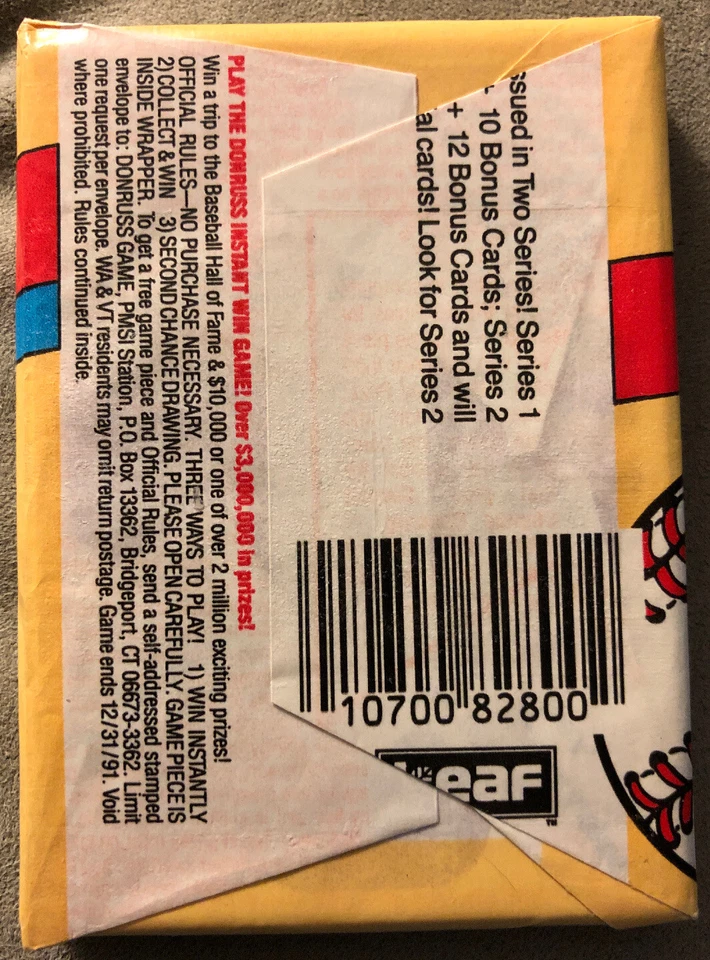 ssued in Two Series! Series 1
10 Bonus Cards; Series 2
+ 12 Bonus Cards and will
al cards! Look for Series 2
PLAY THE DONRUSS INSTANT WIN GAME! Over $3,000,000 in prizes!
Win a trip to the Baseball Hall of Fame & $10,000 or one of over 2 million exciting prizes!
OFFICIAL RULES—NO PURCHASE NECESSARY. THREE WAYS TO PLAY! 1) WIN INSTANTLY
2) COLLECT & WIN 3) SECOND CHANCE DRAWING. PLEASE OPEN CAREFULLY. GAME PIECE IS
INSIDE WRAPPER. To get a free game piece and Official Rules, send a self-addressed stamped
envelope to: DONRUSS GAME, PMSI Station, P.O. Box 13362, Bridgeport, CT 06673-3362. Limit
one request per envelope. WA & VT residents may omit return postage. Game ends 12/31/91. Void
where prohibited. Rules continued inside.
10700 82800
Leaf
TM